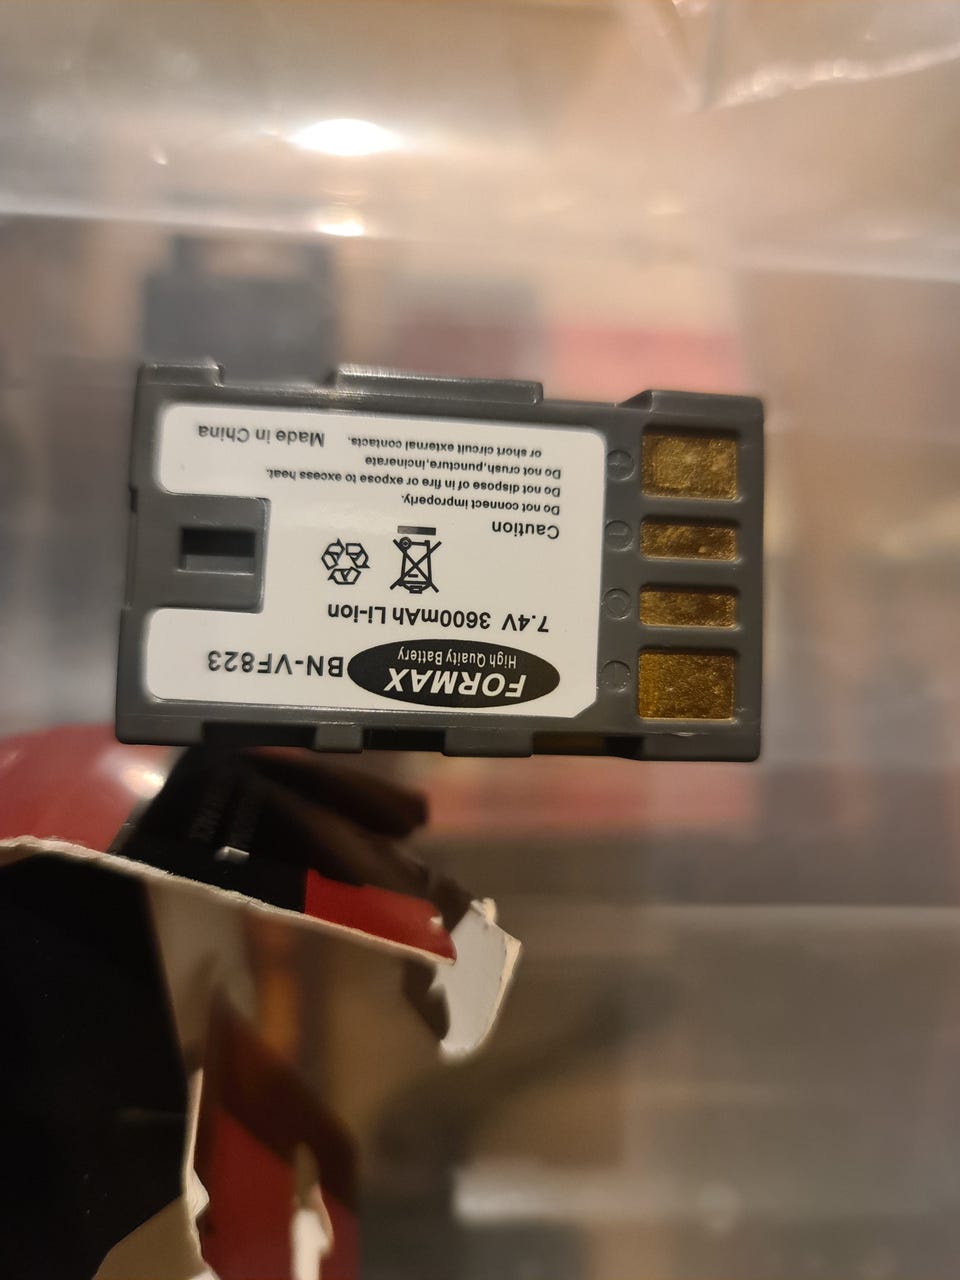 FORMAX
High Quality Battery
BN-VF823
7.4V 3600mAh Li-ion
Caution
Do not connect improperly.
Do not dispose of in fire or expose to excess heat.
Do not crush,puncture,incinerate
or short circuit external contacts.
Made in China